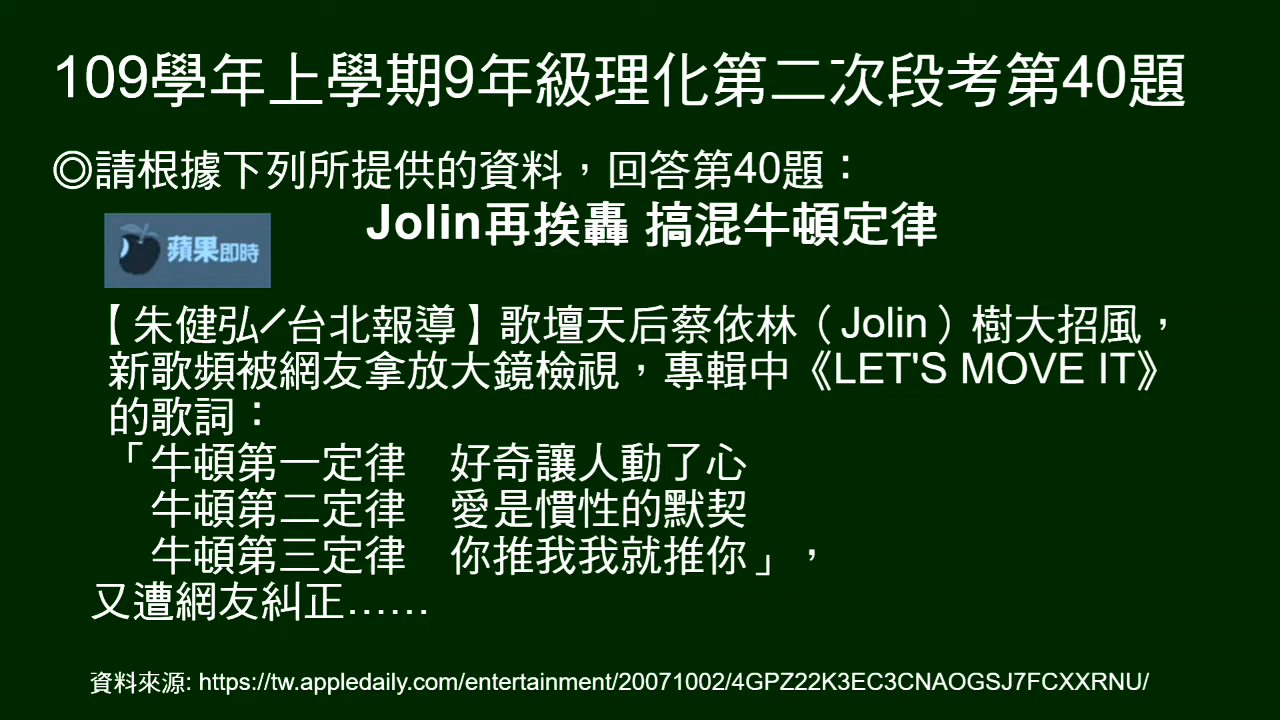 109學年上學期9年級理化第二次段考第40題
◎請根據下列所提供的資料，回答第40題：
Jolin再挨轟 搞混牛頓定律
蘋果即時
【朱健弘╱台北報導】歌壇天后蔡依林（Jolin）樹大招風，
新歌頻被網友拿放大鏡檢視，專輯中《LET'S MOVE IT》
的歌詞：
「牛頓第一定律　好奇讓人動了心
牛頓第二定律　愛是慣性的默契
牛頓第三定律　你推我我就推你」，
又遭網友糾正……
資料來源: https://tw.appledaily.com/entertainment/20071002/4GPZ22K3EC3CNAOGSJ7FCXXRNU/